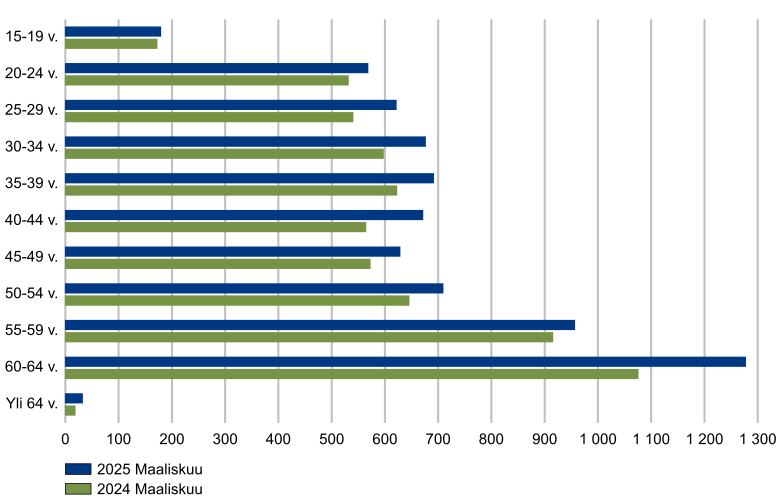 15-19 v.
20-24 v.
25-29 v.
30-34 v.
35-39 v.
40-44 v.
45-49 v.
50-54 v.
55-59 v.
60-64 v.
Yli 64 v.
0 100 200 300 400 500 600 700 800 900 1 000 1 100 1 200 1 300
2025 Maaliskuu
2024 Maaliskuu